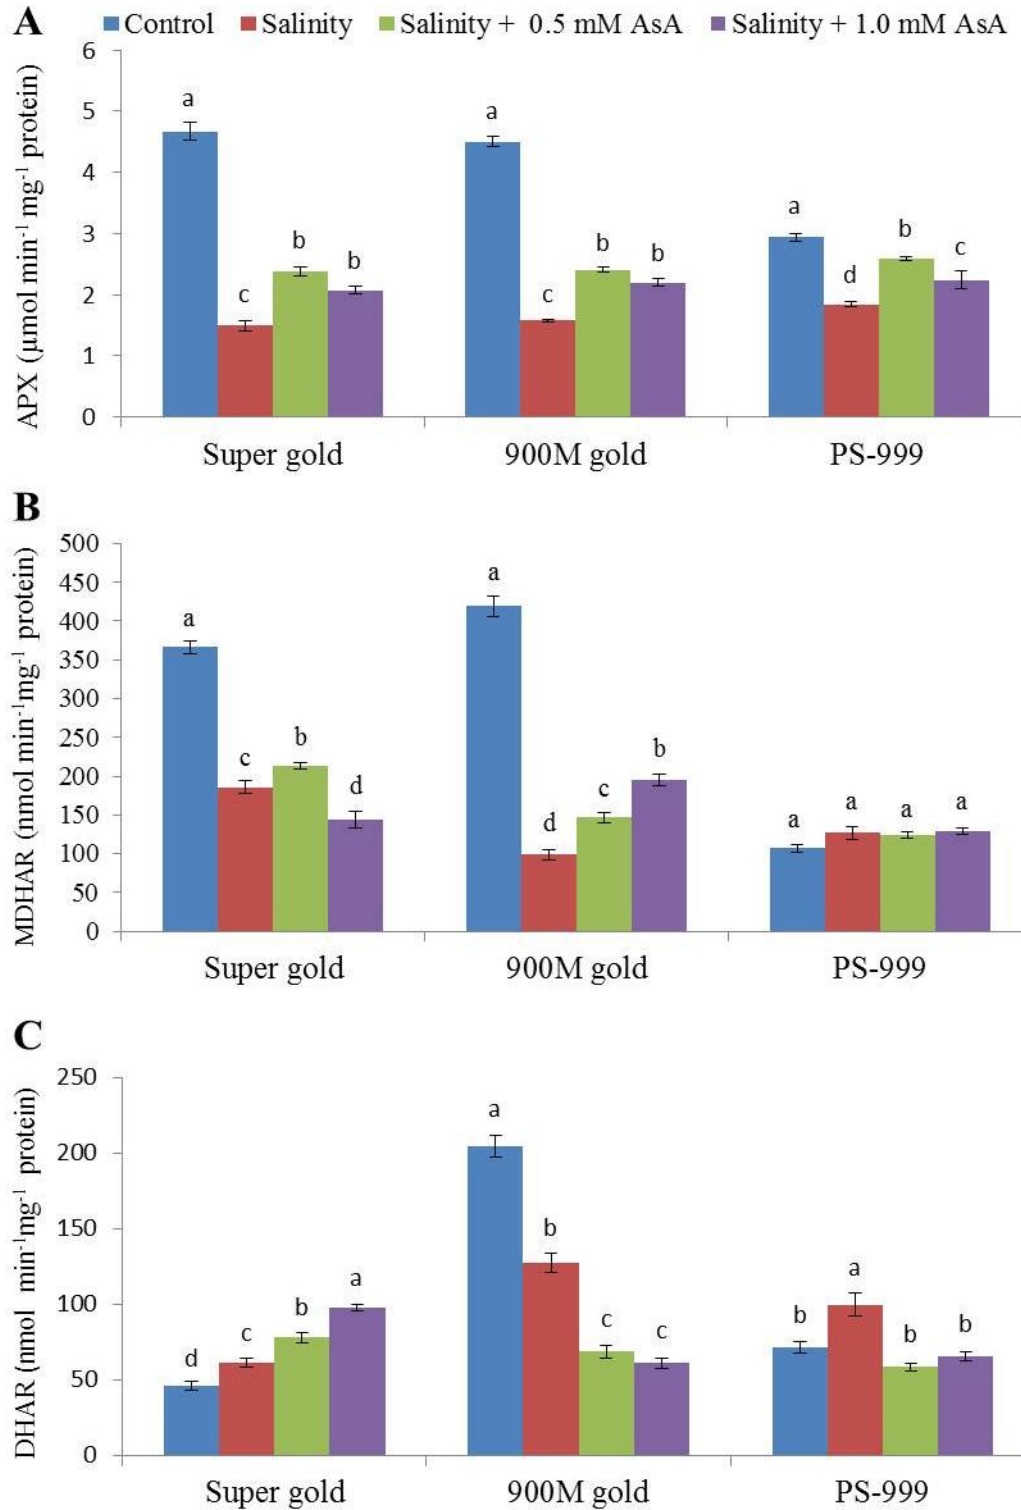 A
Control Salinity Salinity + 0.5 mM AsA Salinity + 1.0 mM AsA
APX (µmol min⁻¹ mg⁻¹ protein)
6
5
4
3
2
1
0
a
c
b
b
a
c
b
b
a
d
b
c
Super gold 900M gold PS-999
B
MDHAR (nmol min⁻¹mg⁻¹ protein)
500
450
400
350
300
250
200
150
100
50
0
a
c
b
d
a
d
c
b
a
a
a
a
Super gold 900M gold PS-999
C
DHAR (nmol min⁻¹mg⁻¹ protein)
250
200
150
100
50
0
d
c
b
a
a
b
c
c
b
a
b
b
Super gold 900M gold PS-999